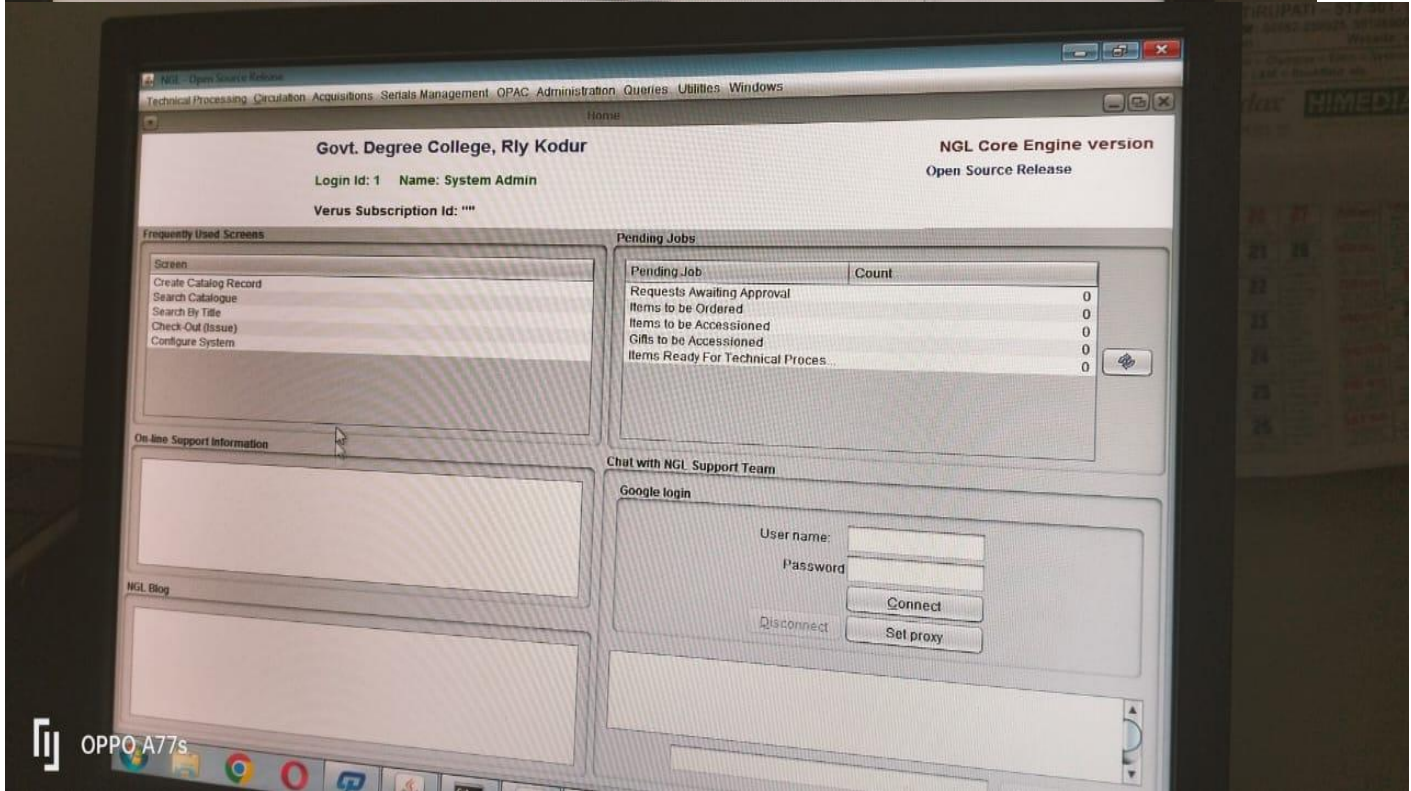 TIRUPATI - 517 501
HIMEDIA
NGL - Open Source Release
Technical Processing Circulation Acquisitions Serials Management OPAC Administration Queries Utilities Windows
Home
Govt. Degree College, Rly Kodur
NGL Core Engine version
Login Id: 1 Name: System Admin
Open Source Release
Verus Subscription Id: ""
Frequently Used Screens
Screen
Create Catalog Record
Search Catalogue
Search By Title
Check-Out (Issue)
Configure System
Pending Jobs
Pending Job Count
Requests Awaiting Approval 0
Items to be Ordered 0
Items to be Accessioned 0
Gifts to be Accessioned 0
Items Ready For Technical Proces... 0
On-line Support Information
NGL Blog
Chat with NGL Support Team
Google login
User name:
Password
Connect
Disconnect
Set proxy
OPPO A77s